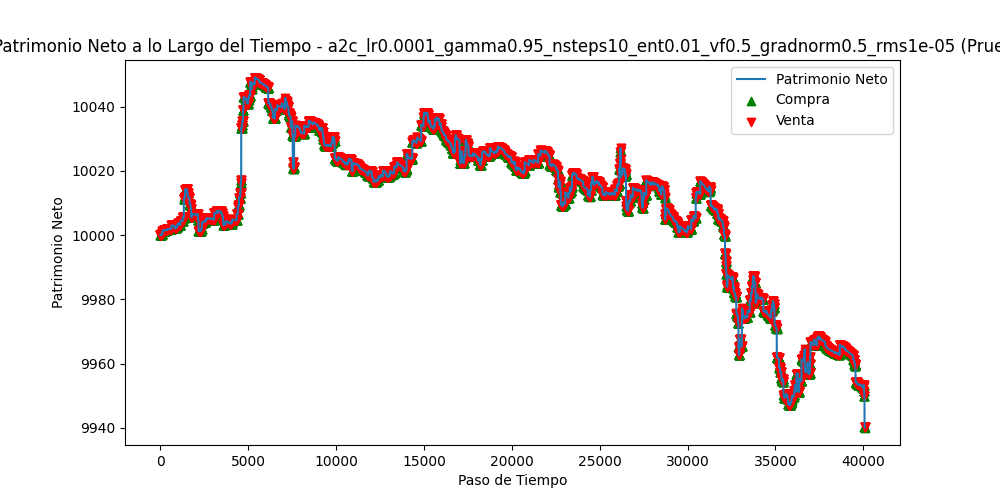 Patrimonio Neto a lo Largo del Tiempo - a2c_lr0.0001_gamma0.95_nsteps10_ent0.01_vf0.5_gradnorm0.5_rms1e-05 (Prue
Patrimonio Neto
Compra
Venta
10040
10020
10000
9980
9960
9940
Patrimonio Neto
0 5000 10000 15000 20000 25000 30000 35000 40000
Paso de Tiempo